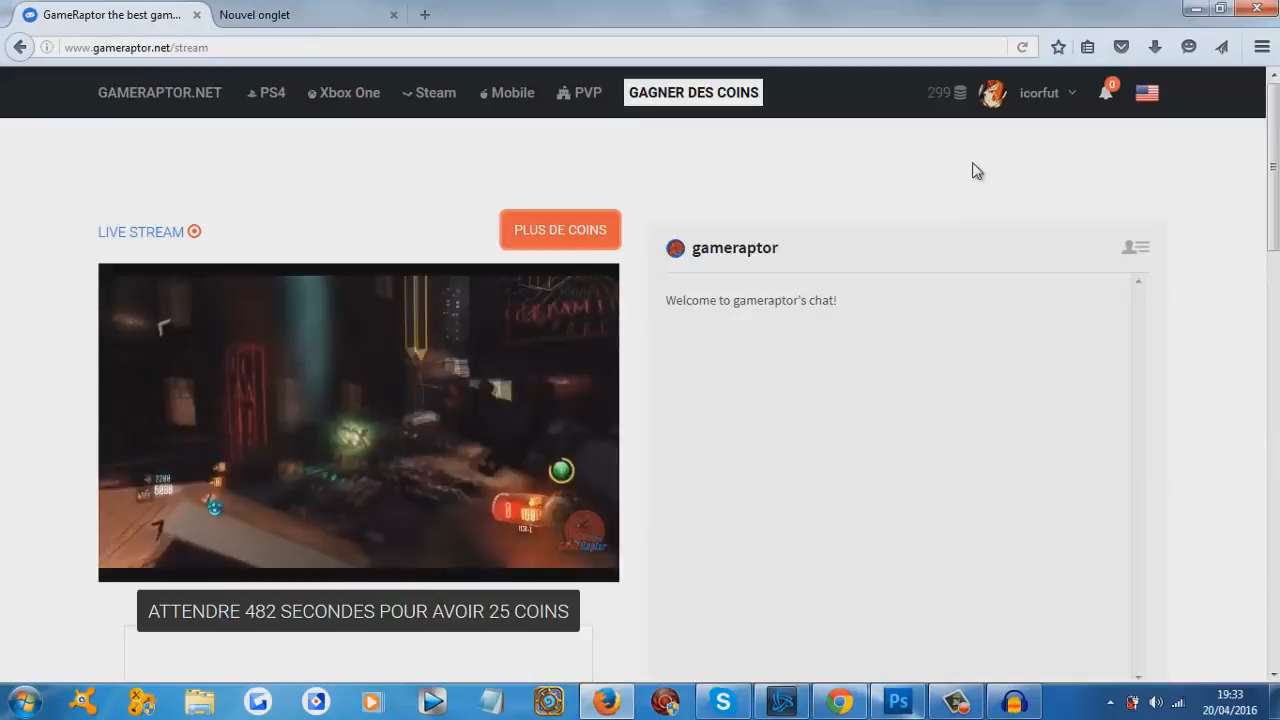 GameRaptor the best gam...
Nouvel onglet
www.gameraptor.net/stream
GAMERAPTOR.NET PS4 Xbox One Steam Mobile PVP GAGNER DES COINS 299 icorfut 0
LIVE STREAM
PLUS DE COINS
gameraptor
Welcome to gameraptor's chat!
2200
5090
ATTENDRE 482 SECONDES POUR AVOIR 25 COINS
19:33
20/04/2016